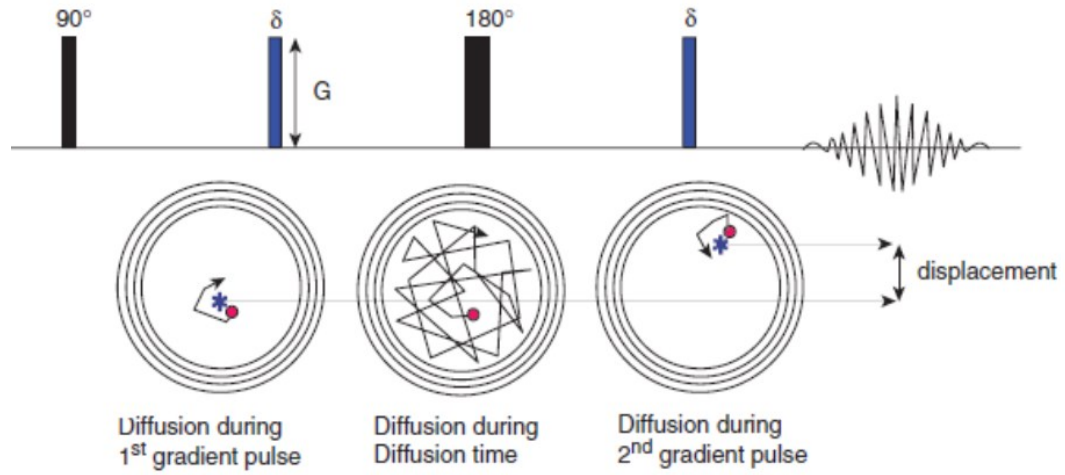 90° δ 180° δ
G
displacement
Diffusion during
1st gradient pulse
Diffusion during
Diffusion time
Diffusion during
2nd gradient pulse